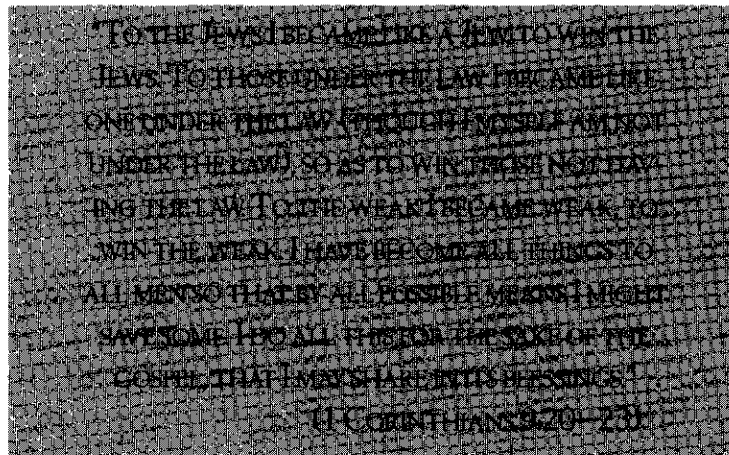 "TO THE JEWS I BECAME LIKE A JEW, TO WIN THE
JEWS. TO THOSE UNDER THE LAW I BECAME LIKE
ONE UNDER THE LAW (THOUGH I MYSELF AM NOT
UNDER THE LAW), SO AS TO WIN THOSE NOT HAV-
ING THE LAW. TO THE WEAK I BECAME WEAK, TO
WIN THE WEAK. I HAVE BECOME ALL THINGS TO
ALL MEN SO THAT BY ALL POSSIBLE MEANS I MIGHT
SAVE SOME. I DO ALL THIS FOR THE SAKE OF THE
GOSPEL, THAT I MAY SHARE IN ITS BLESSINGS."
(1 CORINTHIANS 9:20–23)